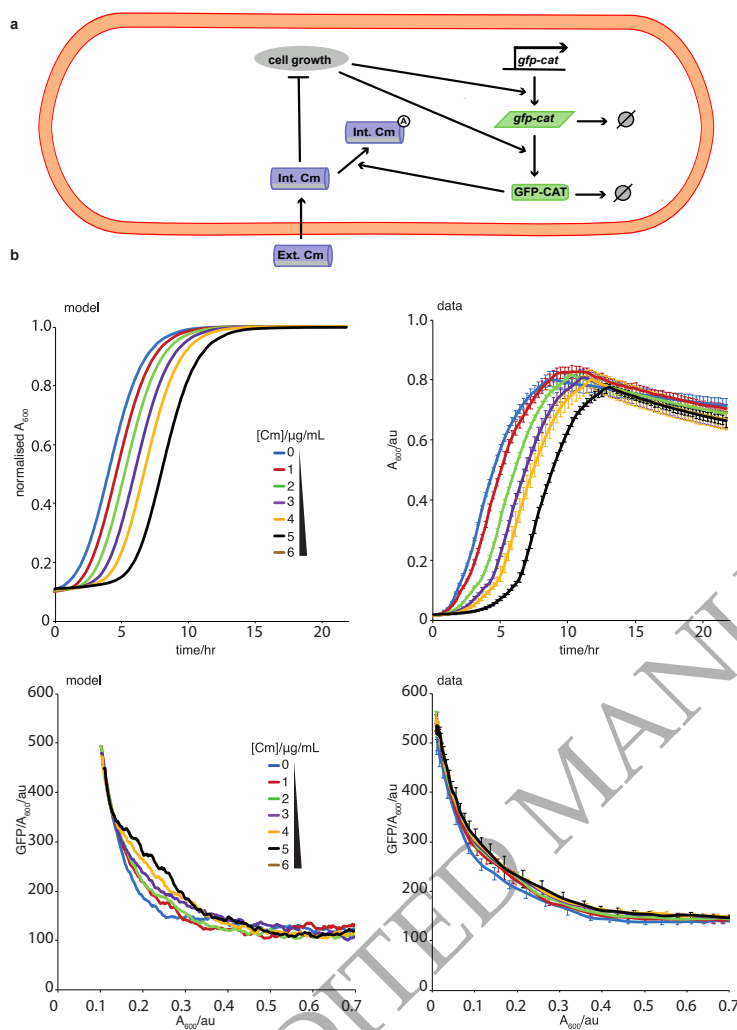 a
cell growth
gfp-cat
Int. Cm A
gfp-cat
Int. Cm
GFP-CAT
Ext. Cm
b
model
normalised A600
1.0
0.8
0.6
0.4
0.2
0
0 5 10 15 20
time/hr
[Cm]/µg/mL
0
1
2
3
4
5
6
data
A600/au
1.0
0.8
0.6
0.4
0.2
0
0 5 10 15 20
time/hr
model
GFP/A600/au
600
500
400
300
200
100
0
0 0.1 0.2 0.3 0.4 0.5 0.6 0.7
A600/au
[Cm]/µg/mL
0
1
2
3
4
5
6
data
GFP/A600/au
600
500
400
300
200
100
0
0 0.1 0.2 0.3 0.4 0.5 0.6 0.7
A600/au
DITED MANU